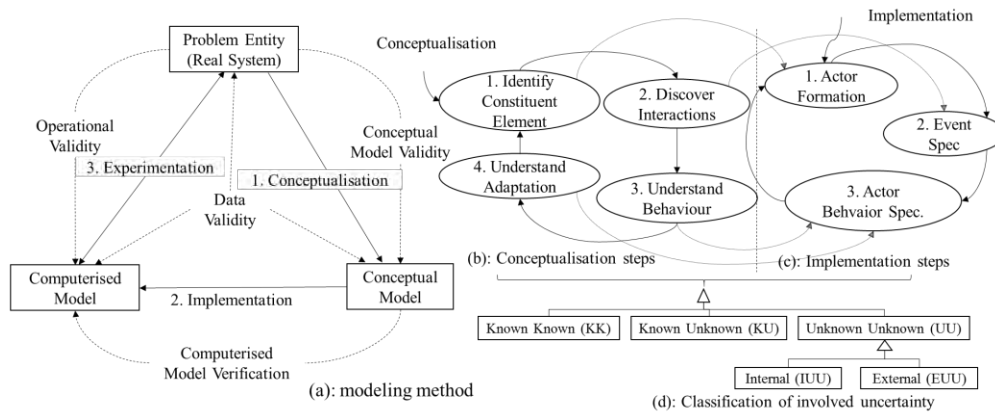 Problem Entity
(Real System)
Operational
Validity
3. Experimentation
1. Conceptualisation
Conceptual
Model Validity
Data
Validity
Computerised
Model
2. Implementation
Conceptual
Model
Computerised
Model Verification
(a): modeling method
Conceptualisation
1. Identify
Constituent
Element
2. Discover
Interactions
4. Understand
Adaptation
3. Understand
Behaviour
(b): Conceptualisation steps
Implementation
1. Actor
Formation
2. Event
Spec
3. Actor
Behvaior Spec.
(c): Implementation steps
Known Known (KK)
Known Unknown (KU)
Unknown Unknown (UU)
Internal (IUU)
External (EUU)
(d): Classification of involved uncertainty